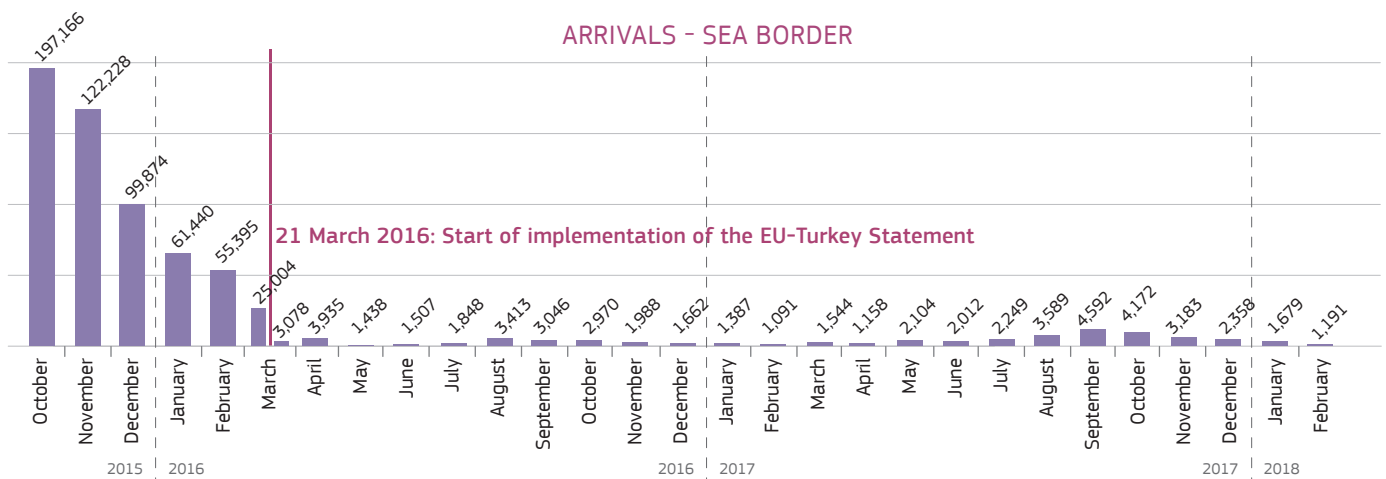 ARRIVALS - SEA BORDER
197,166
122,228
99,874
61,440
55,395
25,004
3,078
3,935
1,438
1,507
1,848
3,413
3,046
2,970
1,988
1,662
1,387
1,091
1,544
1,158
2,104
2,012
2,249
3,589
4,592
4,172
3,183
2,358
1,679
1,191
21 March 2016: Start of implementation of the EU-Turkey Statement
October
November
December
January
February
March
April
May
June
July
August
September
October
November
December
January
February
March
April
May
June
July
August
September
October
November
December
January
February
2015
2016
2016
2017
2017
2018